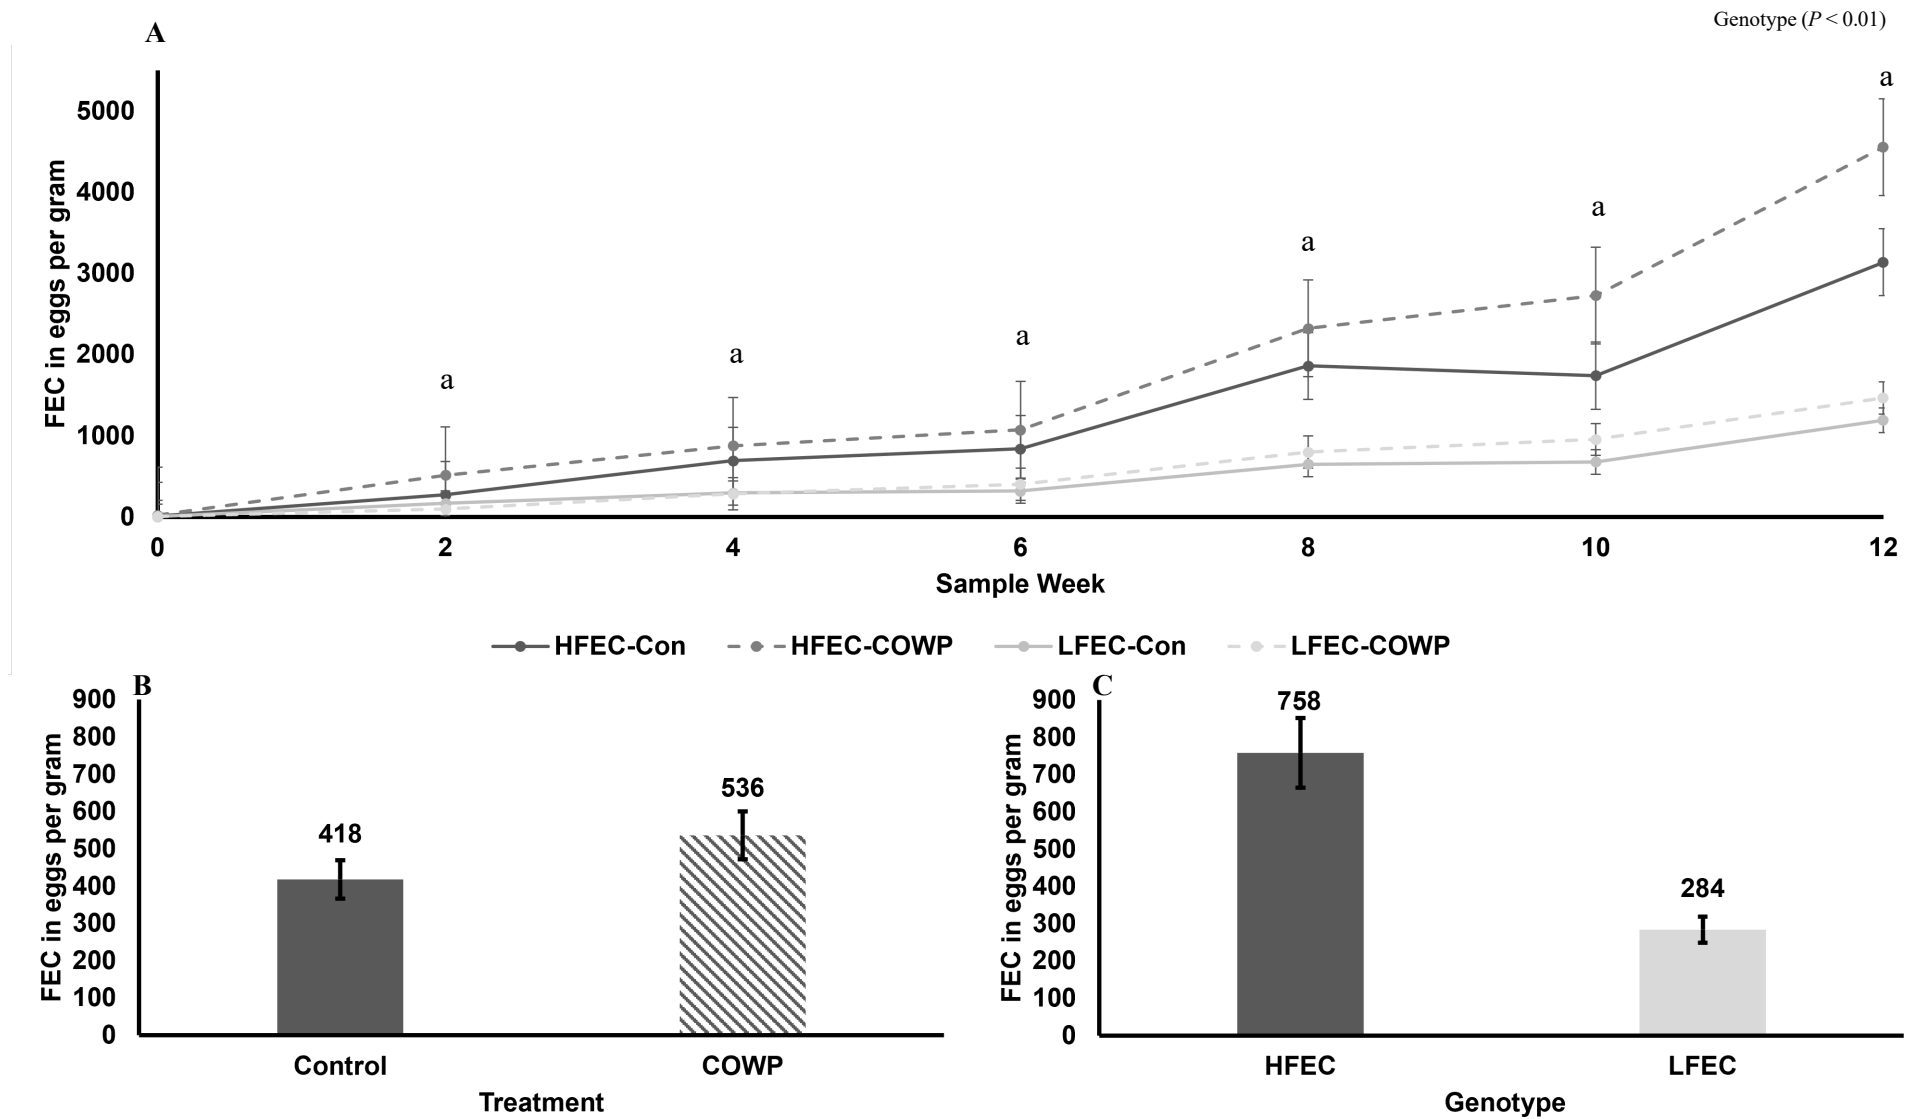 A
Genotype (P < 0.01)
FEC in eggs per gram
5000
4000
3000
2000
1000
0
a
a
a
a
a
a
0 2 4 6 8 10 12
Sample Week
HFEC-Con HFEC-COWP LFEC-Con LFEC-COWP
B
FEC in eggs per gram
900
800
700
600
500
400
300
200
100
0
418
536
Control COWP
Treatment
C
FEC in eggs per gram
900
800
700
600
500
400
300
200
100
0
758
284
HFEC LFEC
Genotype